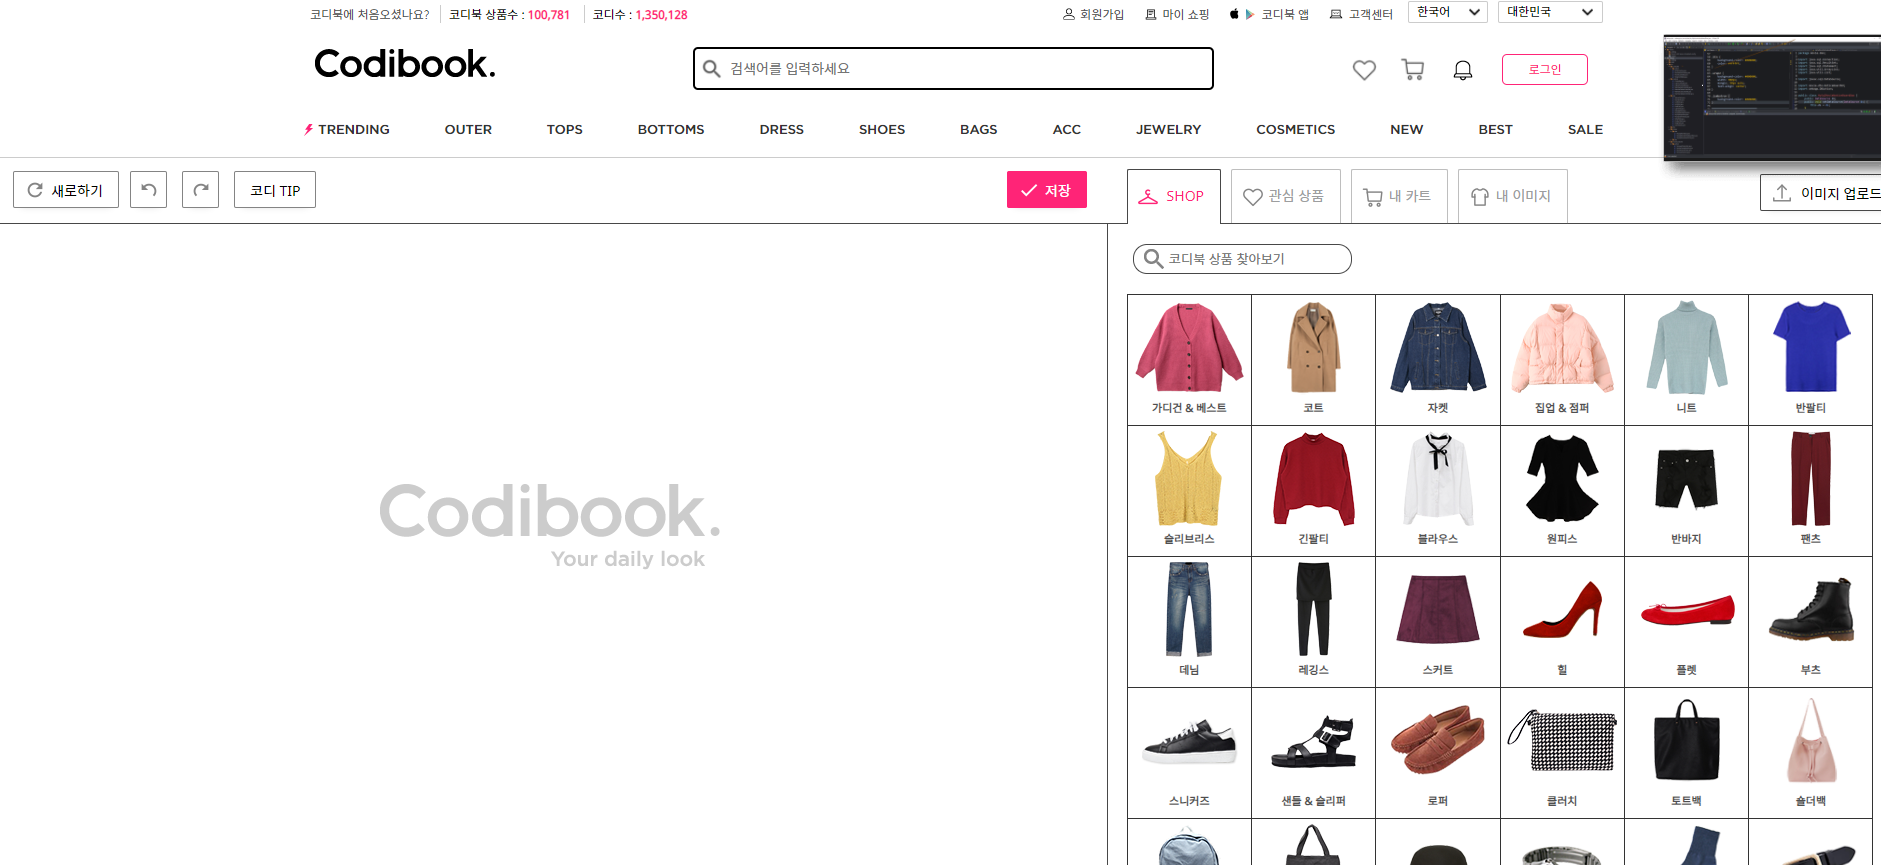 코디북에 처음오셨나요? 코디북 상품수 : 100,781 코디수 : 1,350,128 회원가입 마이 쇼핑 코디북 앱 고객센터 한국어 대한민국
Codibook. 검색어를 입력하세요 로그인
TRENDING OUTER TOPS BOTTOMS DRESS SHOES BAGS ACC JEWELRY COSMETICS NEW BEST SALE
새로하기 코디 TIP 저장 SHOP 관심 상품 내 카트 내 이미지 이미지 업로드
코디북 상품 찾아보기
가디건 & 베스트 코트 자켓 집업 & 점퍼 니트 반팔티
슬리브리스 긴팔티 블라우스 원피스 반바지 팬츠
Codibook.
Your daily look
데님 레깅스 스커트 힐 플렛 부츠
스니커즈 샌들 & 슬리퍼 로퍼 클러치 토트백 숄더백